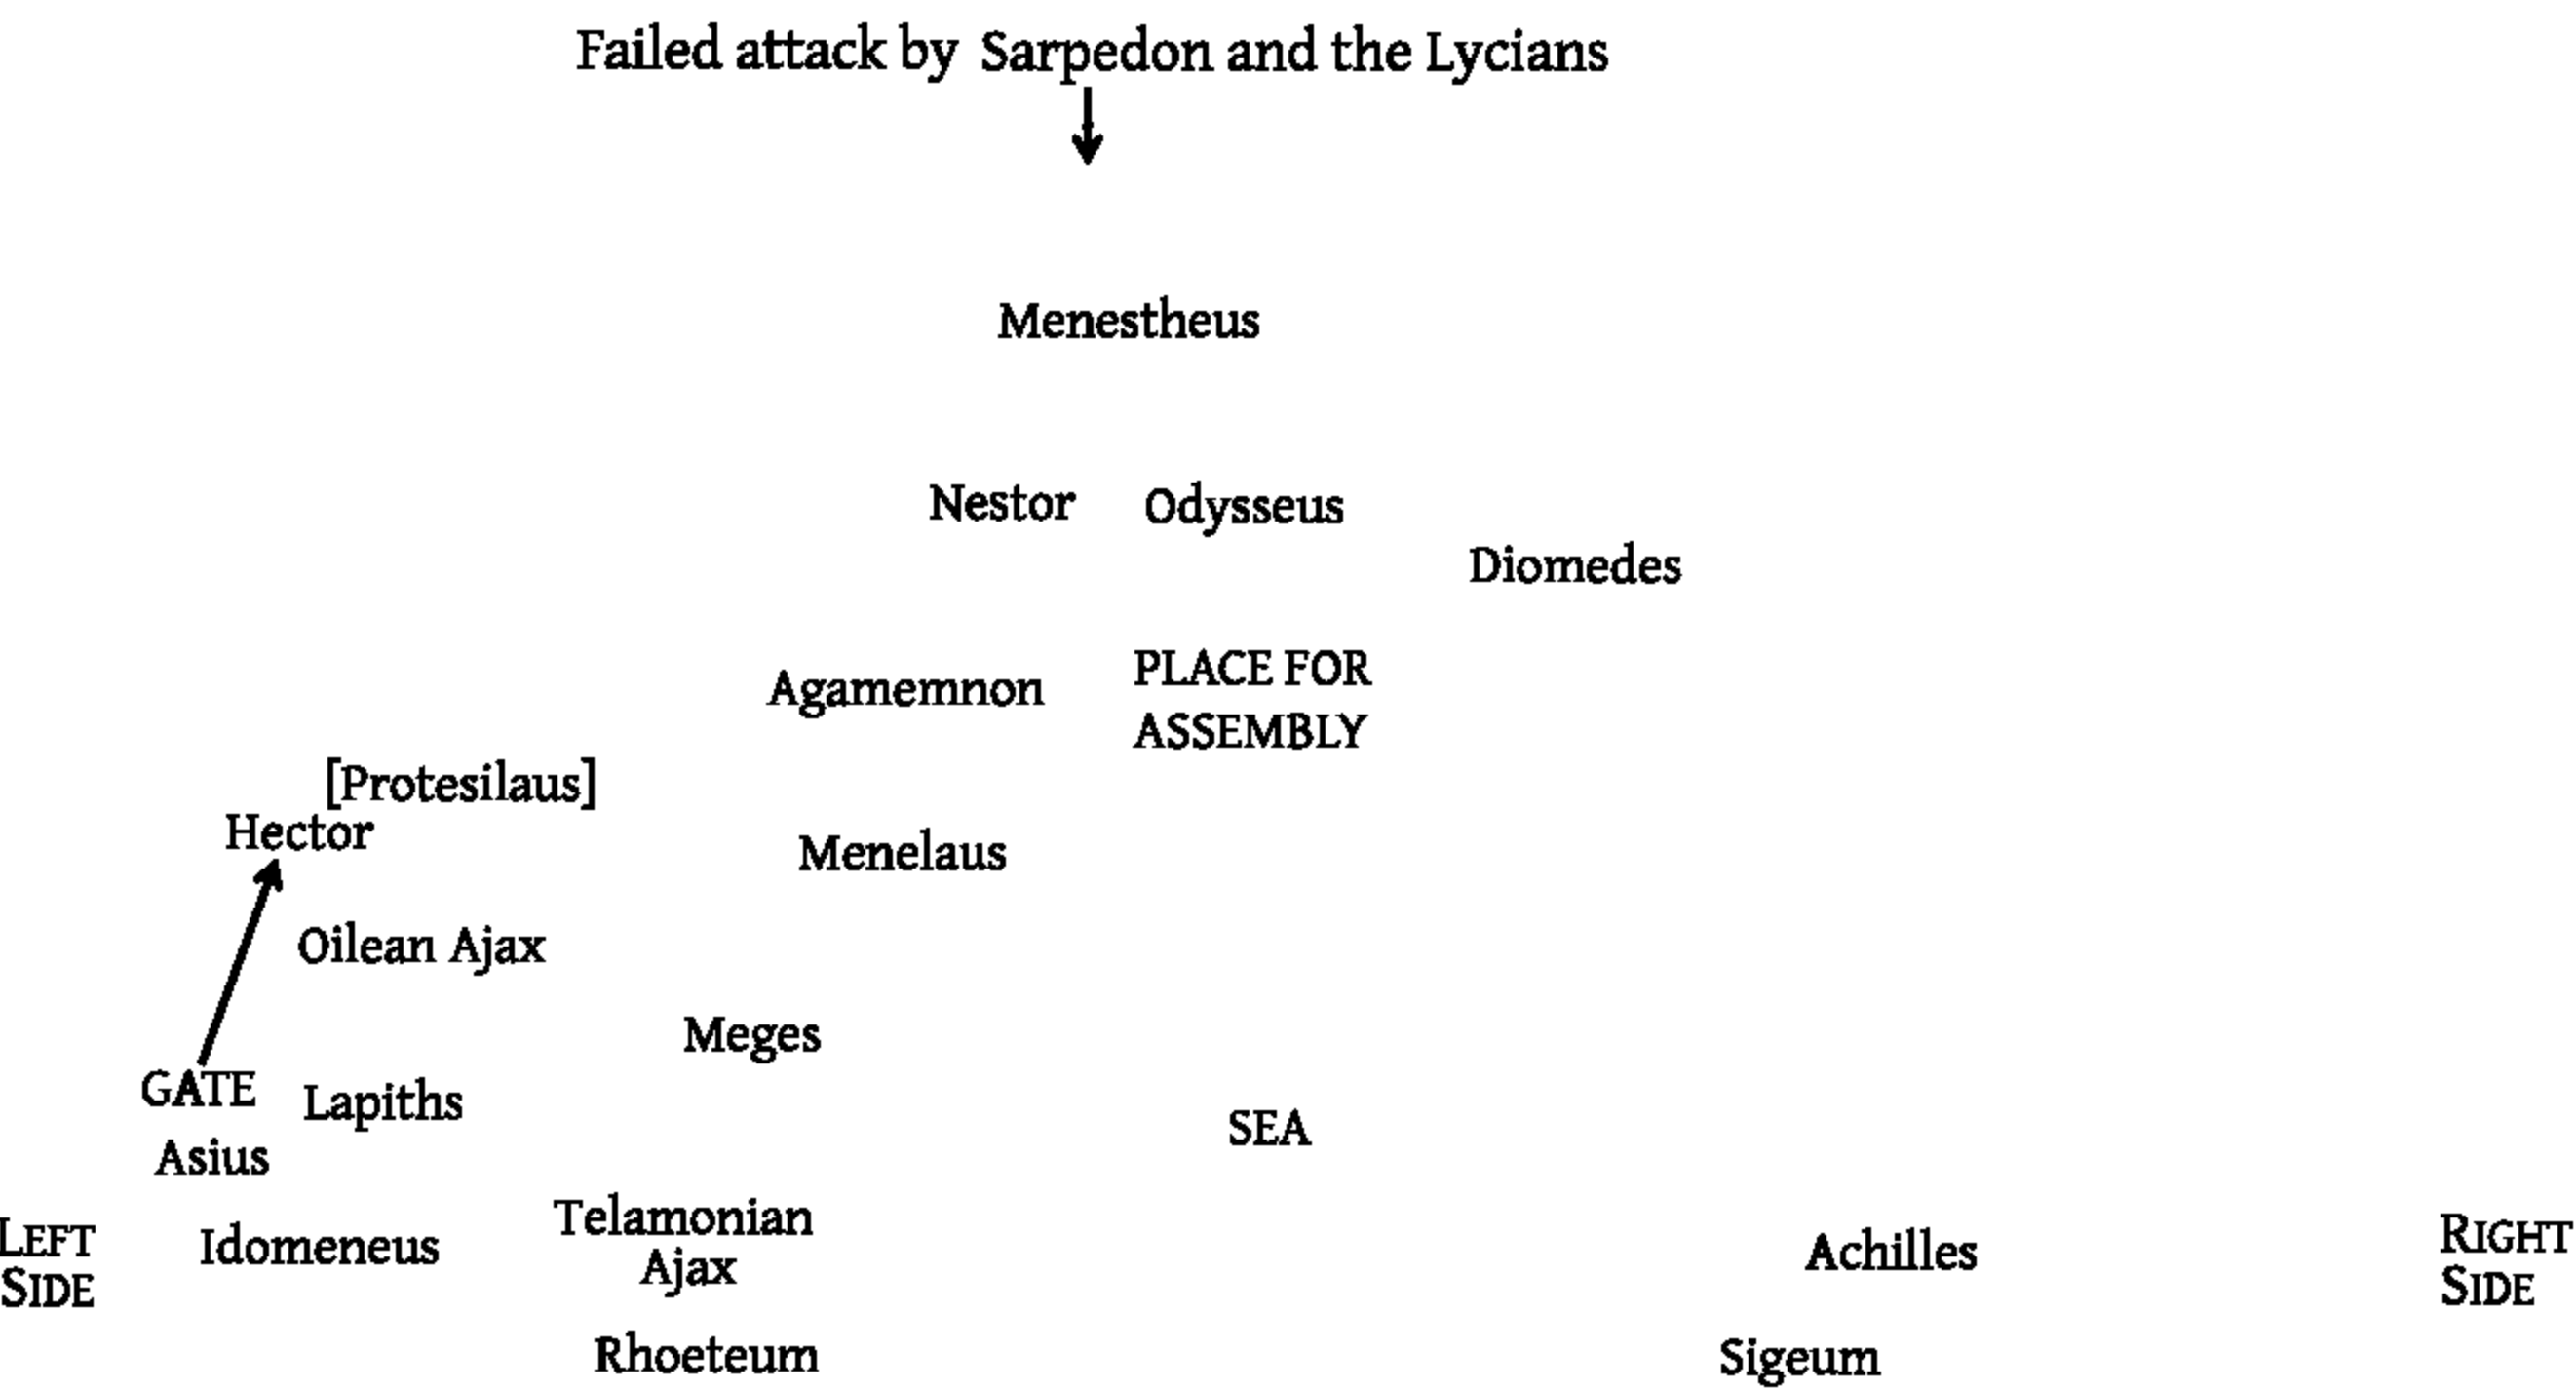 Failed attack by Sarpedon and the Lycians
Menestheus
Nestor Odysseus
Diomedes
Agamemnon
PLACE FOR
ASSEMBLY
[Protesilaus]
Hector
Menelaus
Oilean Ajax
Meges
GATE
Lapiths
Asius
SEA
LEFT
SIDE
Idomeneus
Telamonian
Ajax
Achilles
RIGHT
SIDE
Rhoeteum
Sigeum